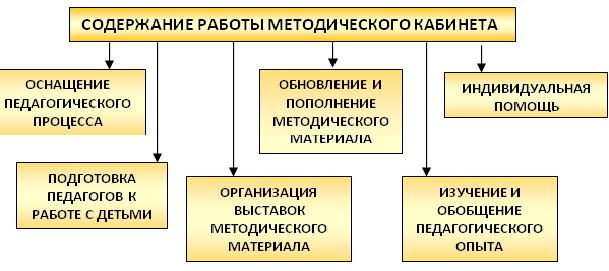 СОДЕРЖАНИЕ РАБОТЫ МЕТОДИЧЕСКОГО КАБИНЕТА
ОСНАЩЕНИЕ
ПЕДАГОГИЧЕСКОГО
ПРОЦЕССА
ОБНОВЛЕНИЕ И
ПОПОЛНЕНИЕ
МЕТОДИЧЕСКОГО
МАТЕРИАЛА
ИНДИВИДУАЛЬНАЯ
ПОМОЩЬ
ПОДГОТОВКА
ПЕДАГОГОВ К
РАБОТЕ С ДЕТЬМИ
ОРГАНИЗАЦИЯ
ВЫСТАВОК
МЕТОДИЧЕСКОГО
МАТЕРИАЛА
ИЗУЧЕНИЕ И
ОБОБЩЕНИЕ
ПЕДАГОГИЧЕСКОГО
ОПЫТА